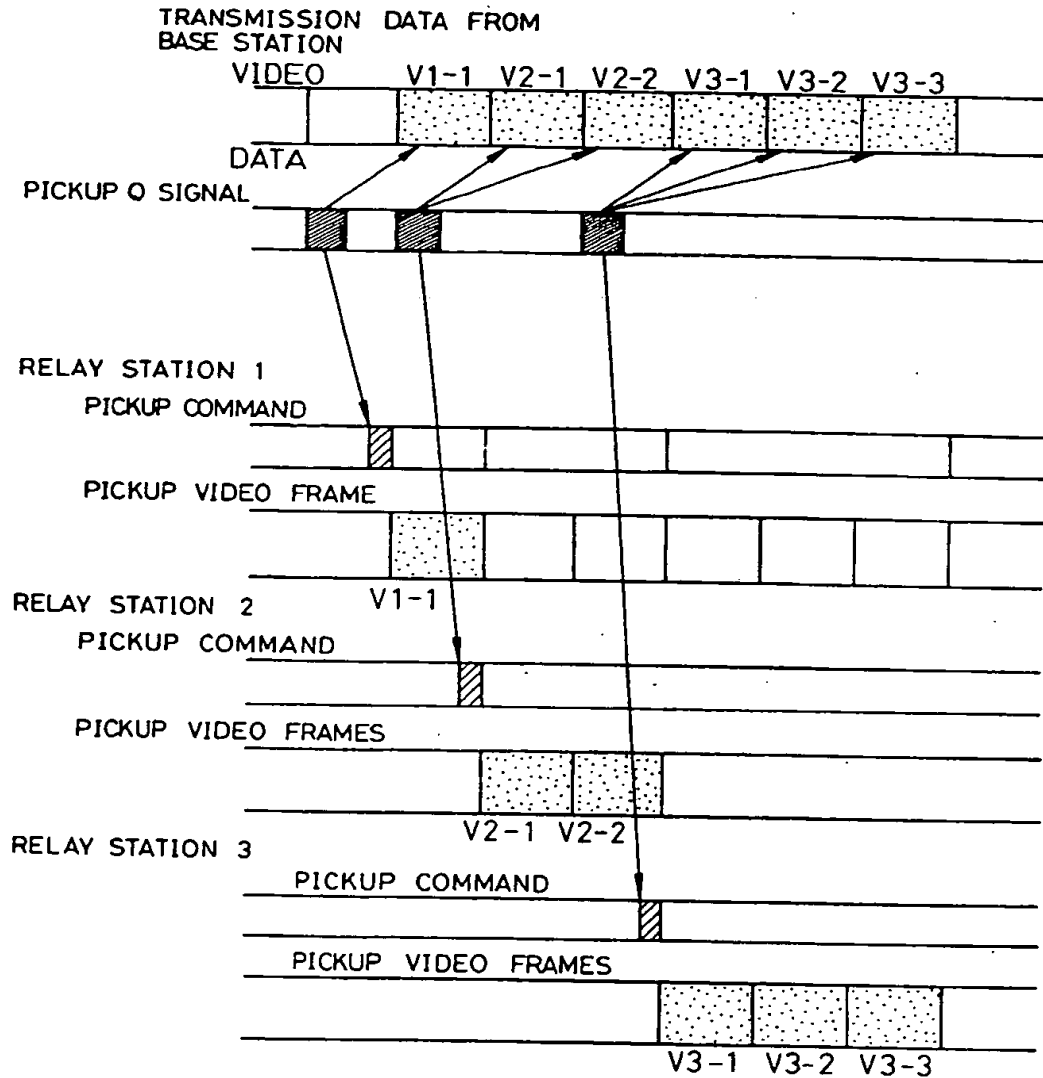 TRANSMISSION DATA FROM
BASE STATION
VIDEO V1-1 V2-1 V2-2 V3-1 V3-2 V3-3
DATA
PICKUP Q SIGNAL
RELAY STATION 1
PICKUP COMMAND
PICKUP VIDEO FRAME
V1-1
RELAY STATION 2
PICKUP COMMAND
PICKUP VIDEO FRAMES
V2-1 V2-2
RELAY STATION 3
PICKUP COMMAND
PICKUP VIDEO FRAMES
V3-1 V3-2 V3-3